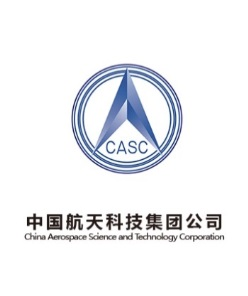 CASC
中国航天科技集团公司
China Aerospace Science and Technology Corporation